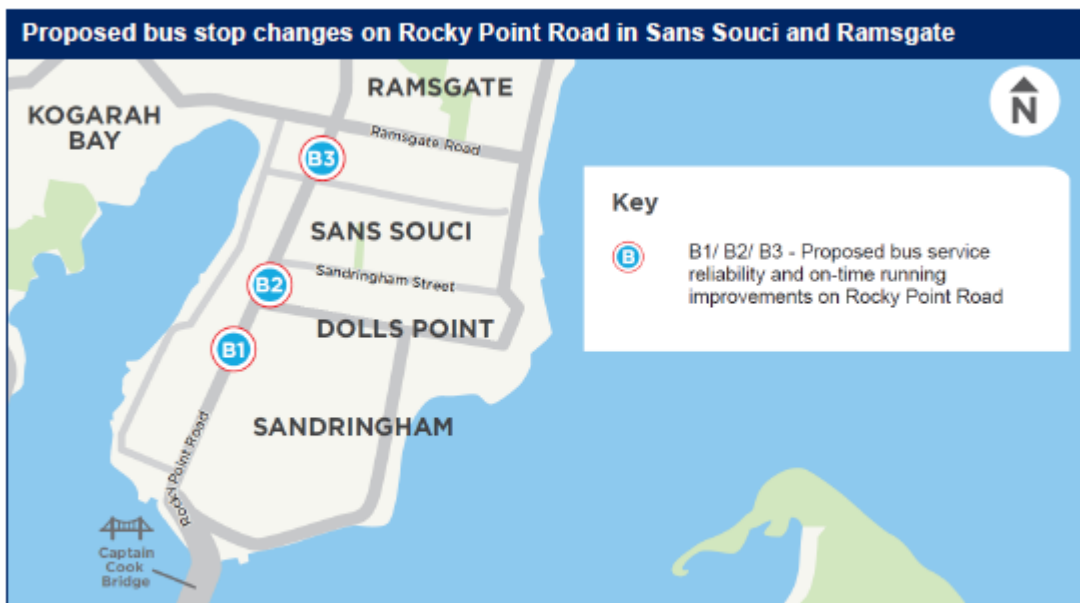 Proposed bus stop changes on Rocky Point Road in Sans Souci and Ramsgate
RAMSGATE
KOGARAH
BAY
N
Ramsgate Road
B3
Key
SANS SOUCI
B
B1/ B2/ B3 - Proposed bus service
reliability and on-time running
improvements on Rocky Point Road
Sandringham Street
B2
DOLLS POINT
B1
SANDRINGHAM
Rocky Point Road
Captain
Cook
Bridge